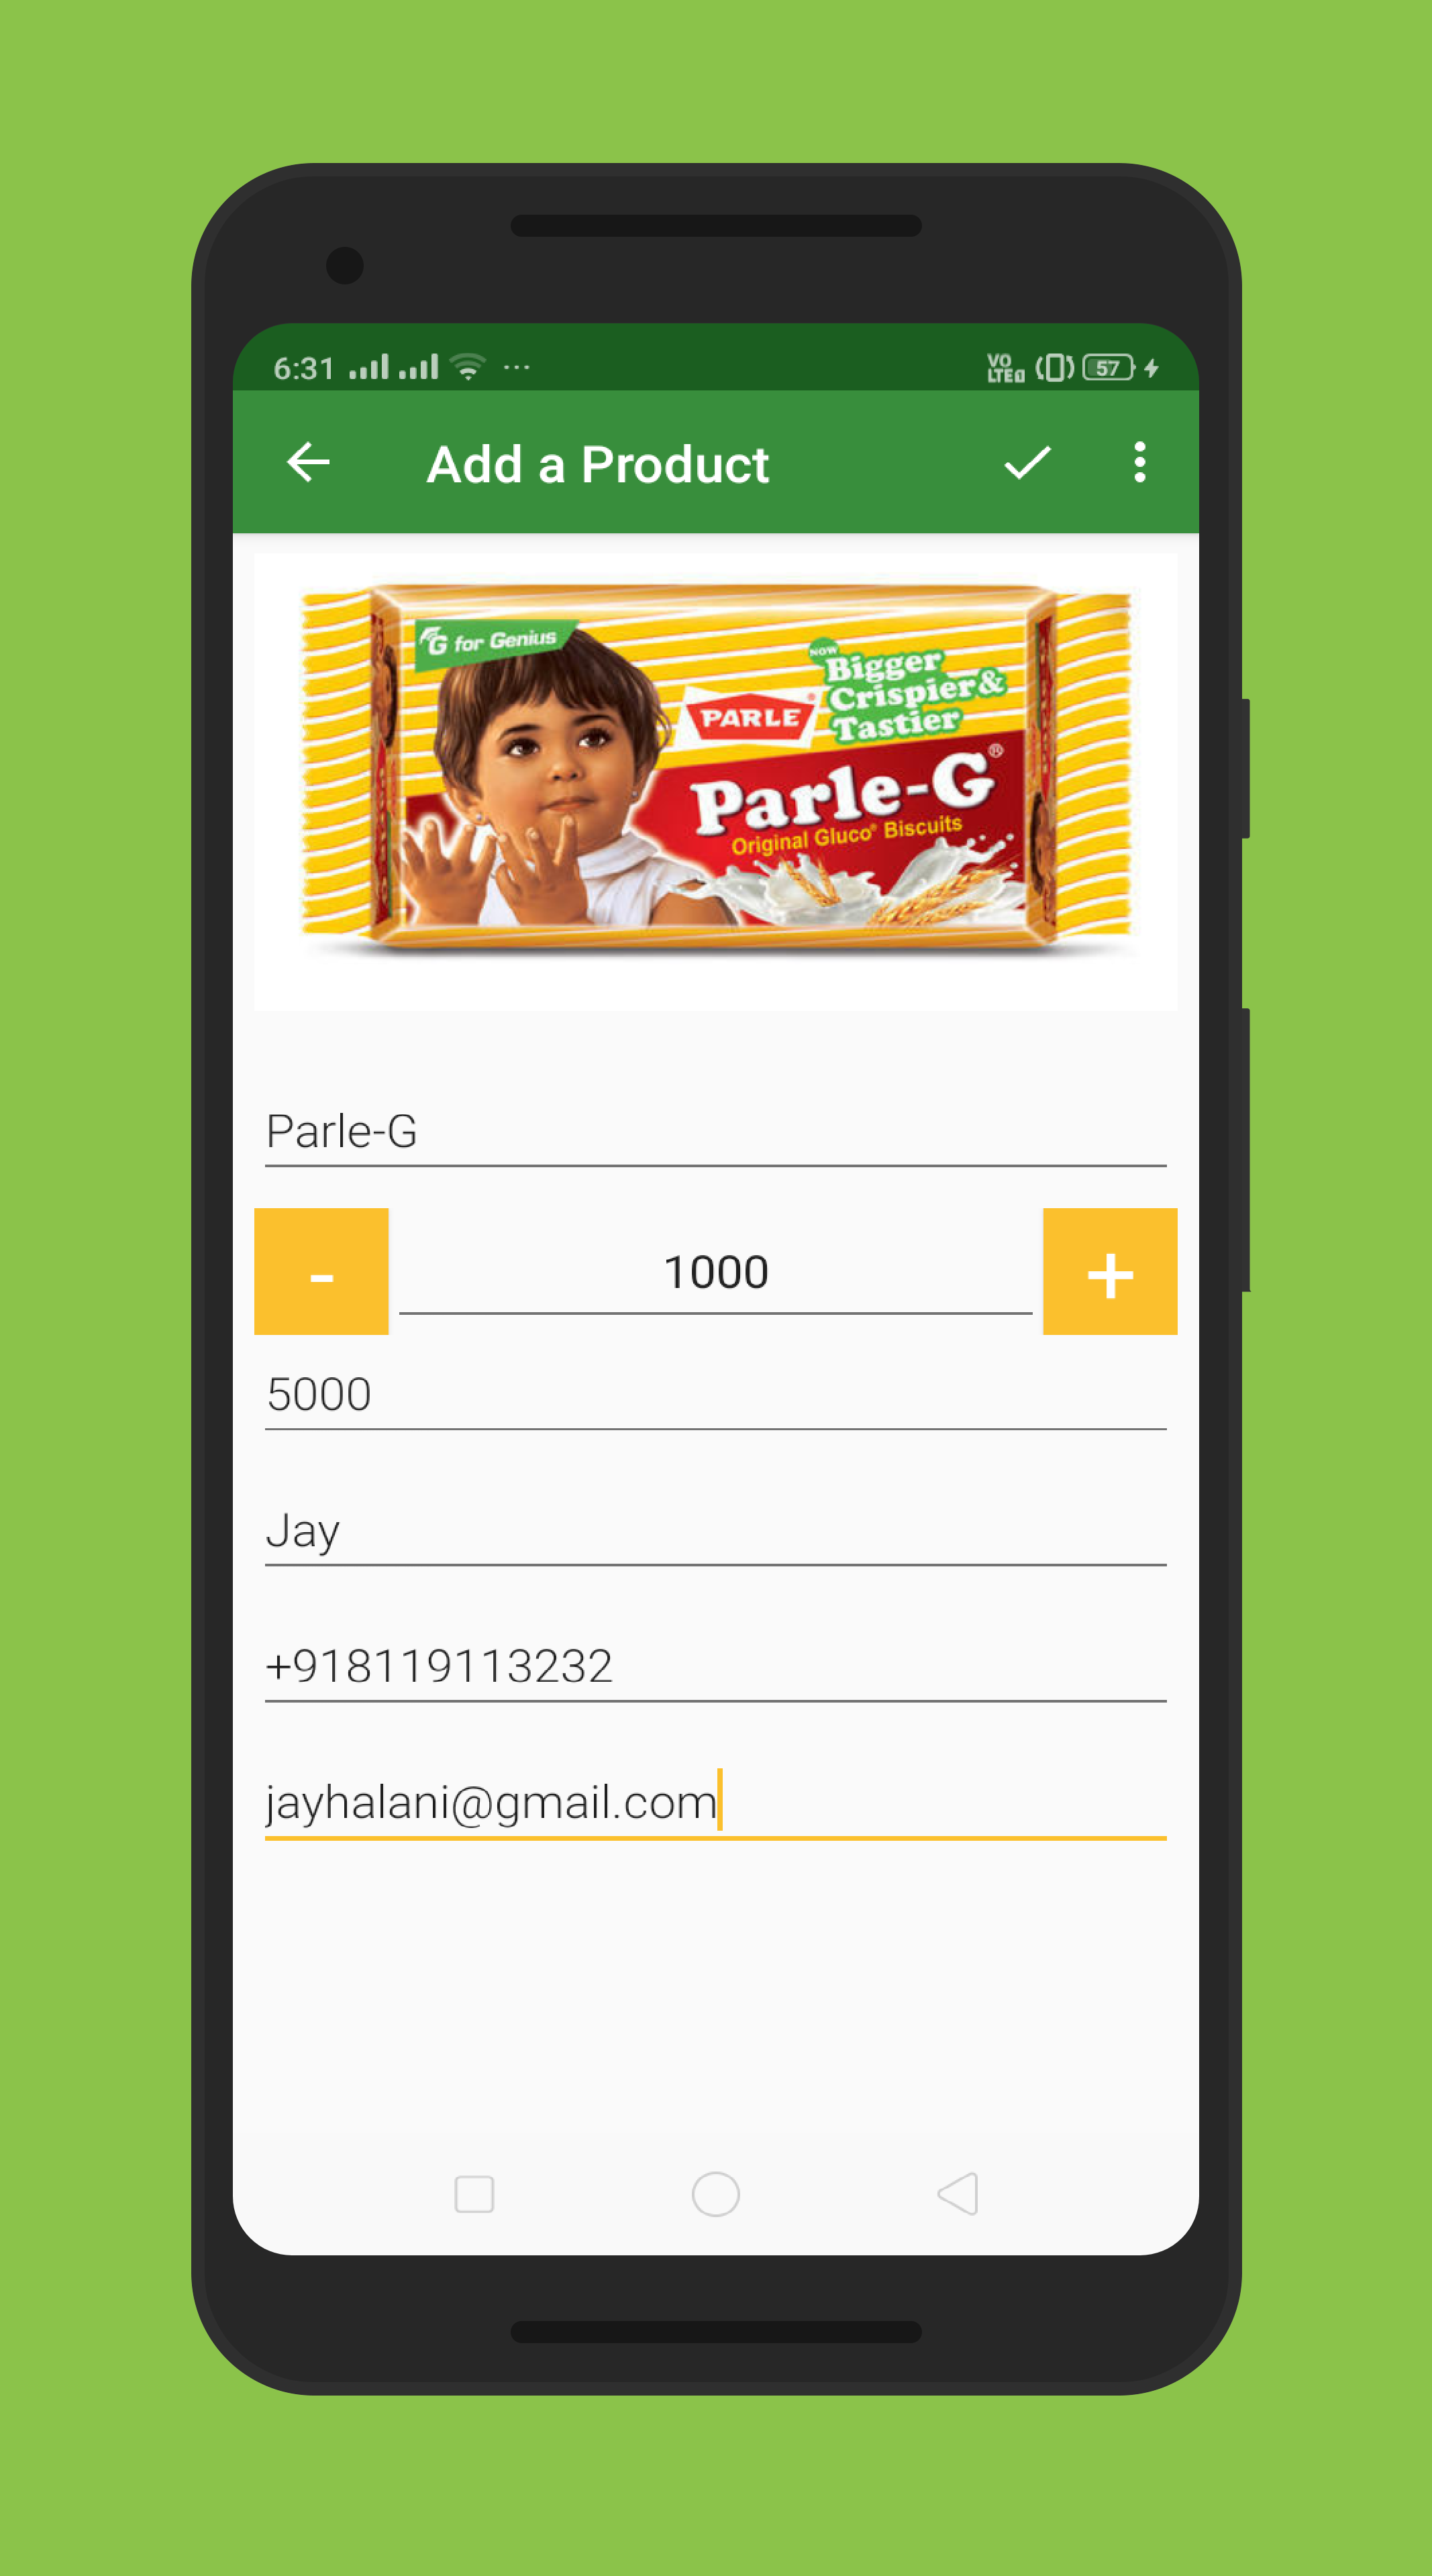 6:31 ...
VO LTE 57
Add a Product
G for Genius
NOW
Bigger
Crispier&
Tastier
PARLE®
Parle-G®
Original Gluco® Biscuits
Parle-G
- 1000 +
5000
Jay
+918119113232
jayhalani@gmail.com